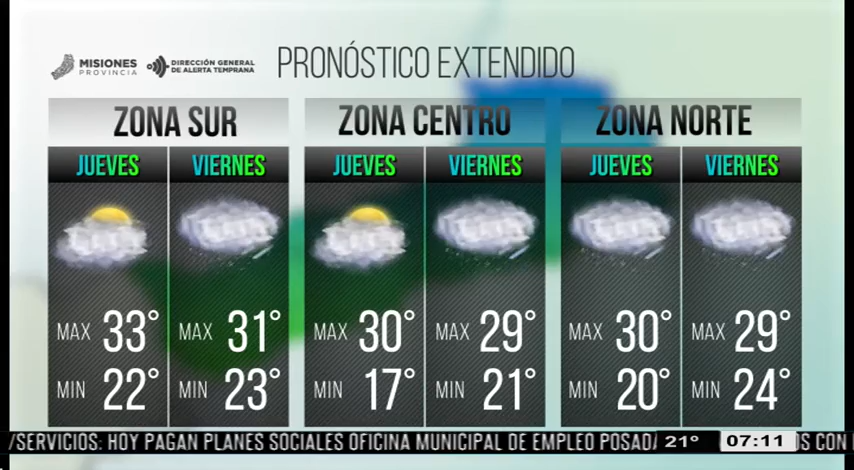 MISIONES
PROVINCIA
DIRECCIÓN GENERAL
DE ALERTA TEMPRANA
PRONÓSTICO EXTENDIDO
ZONA SUR
ZONA CENTRO
ZONA NORTE
JUEVES
VIERNES
JUEVES
VIERNES
JUEVES
VIERNES
MAX 33°
MAX 31°
MAX 30°
MAX 29°
MAX 30°
MAX 29°
MIN 22°
MIN 23°
MIN 17°
MIN 21°
MIN 20°
MIN 24°
/SERVICIOS: HOY PAGAN PLANES SOCIALES OFICINA MUNICIPAL DE EMPLEO 21° 07:11